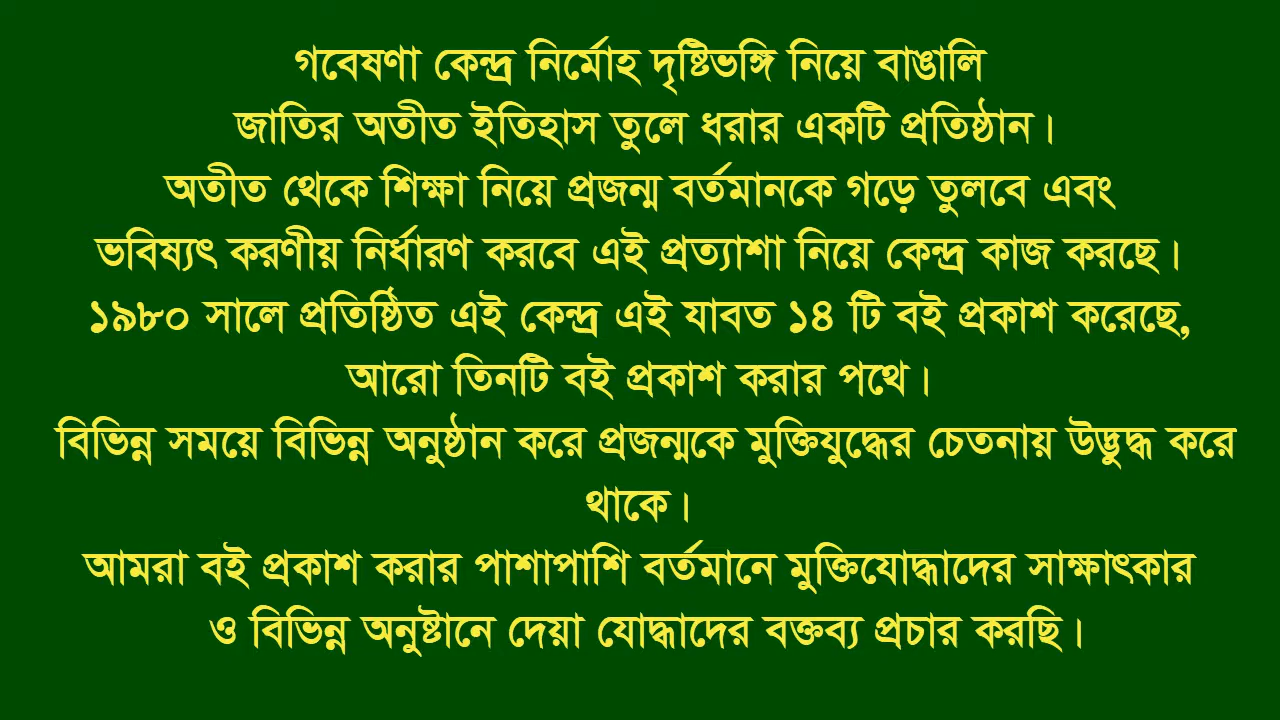 গবেষণা কেন্দ্র নির্মোহ দৃষ্টিভঙ্গি নিয়ে বাঙালি
জাতির অতীত ইতিহাস তুলে ধরার একটি প্রতিষ্ঠান।
অতীত থেকে শিক্ষা নিয়ে প্রজন্ম বর্তমানকে গড়ে তুলবে এবং
ভবিষ্যৎ করণীয় নির্ধারণ করবে এই প্রত্যাশা নিয়ে কেন্দ্র কাজ করছে।
১৯৮০ সালে প্রতিষ্ঠিত এই কেন্দ্র এই যাবত ১৪ টি বই প্রকাশ করেছে,
আরো তিনটি বই প্রকাশ করার পথে।
বিভিন্ন সময়ে বিভিন্ন অনুষ্ঠান করে প্রজন্মকে মুক্তিযুদ্ধের চেতনায় উদ্ভুদ্ধ করে
থাকে।
আমরা বই প্রকাশ করার পাশাপাশি বর্তমানে মুক্তিযোদ্ধাদের সাক্ষাৎকার
ও বিভিন্ন অনুষ্টানে দেয়া যোদ্ধাদের বক্তব্য প্রচার করছি।